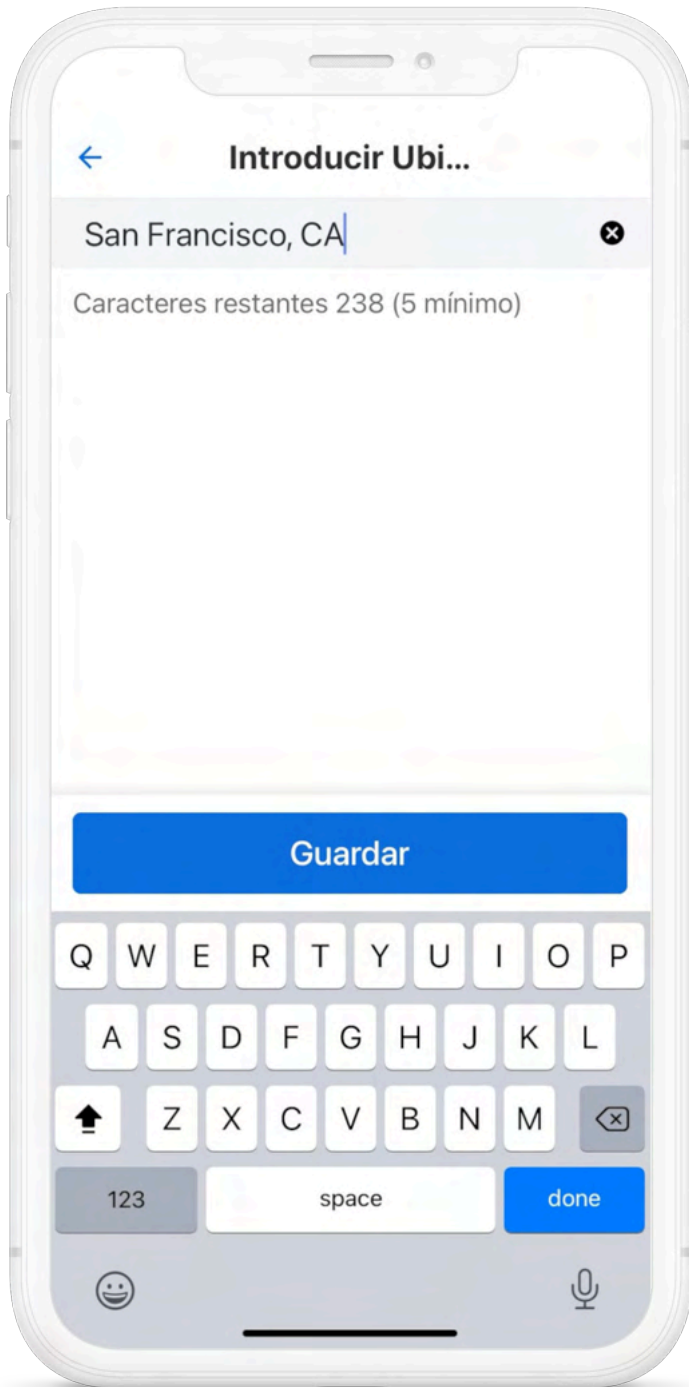 Introducir Ubi...
San Francisco, CA
Caracteres restantes 238 (5 mínimo)
Guardar
Q W E R T Y U I O P
A S D F G H J K L
Z X C V B N M
123 space done